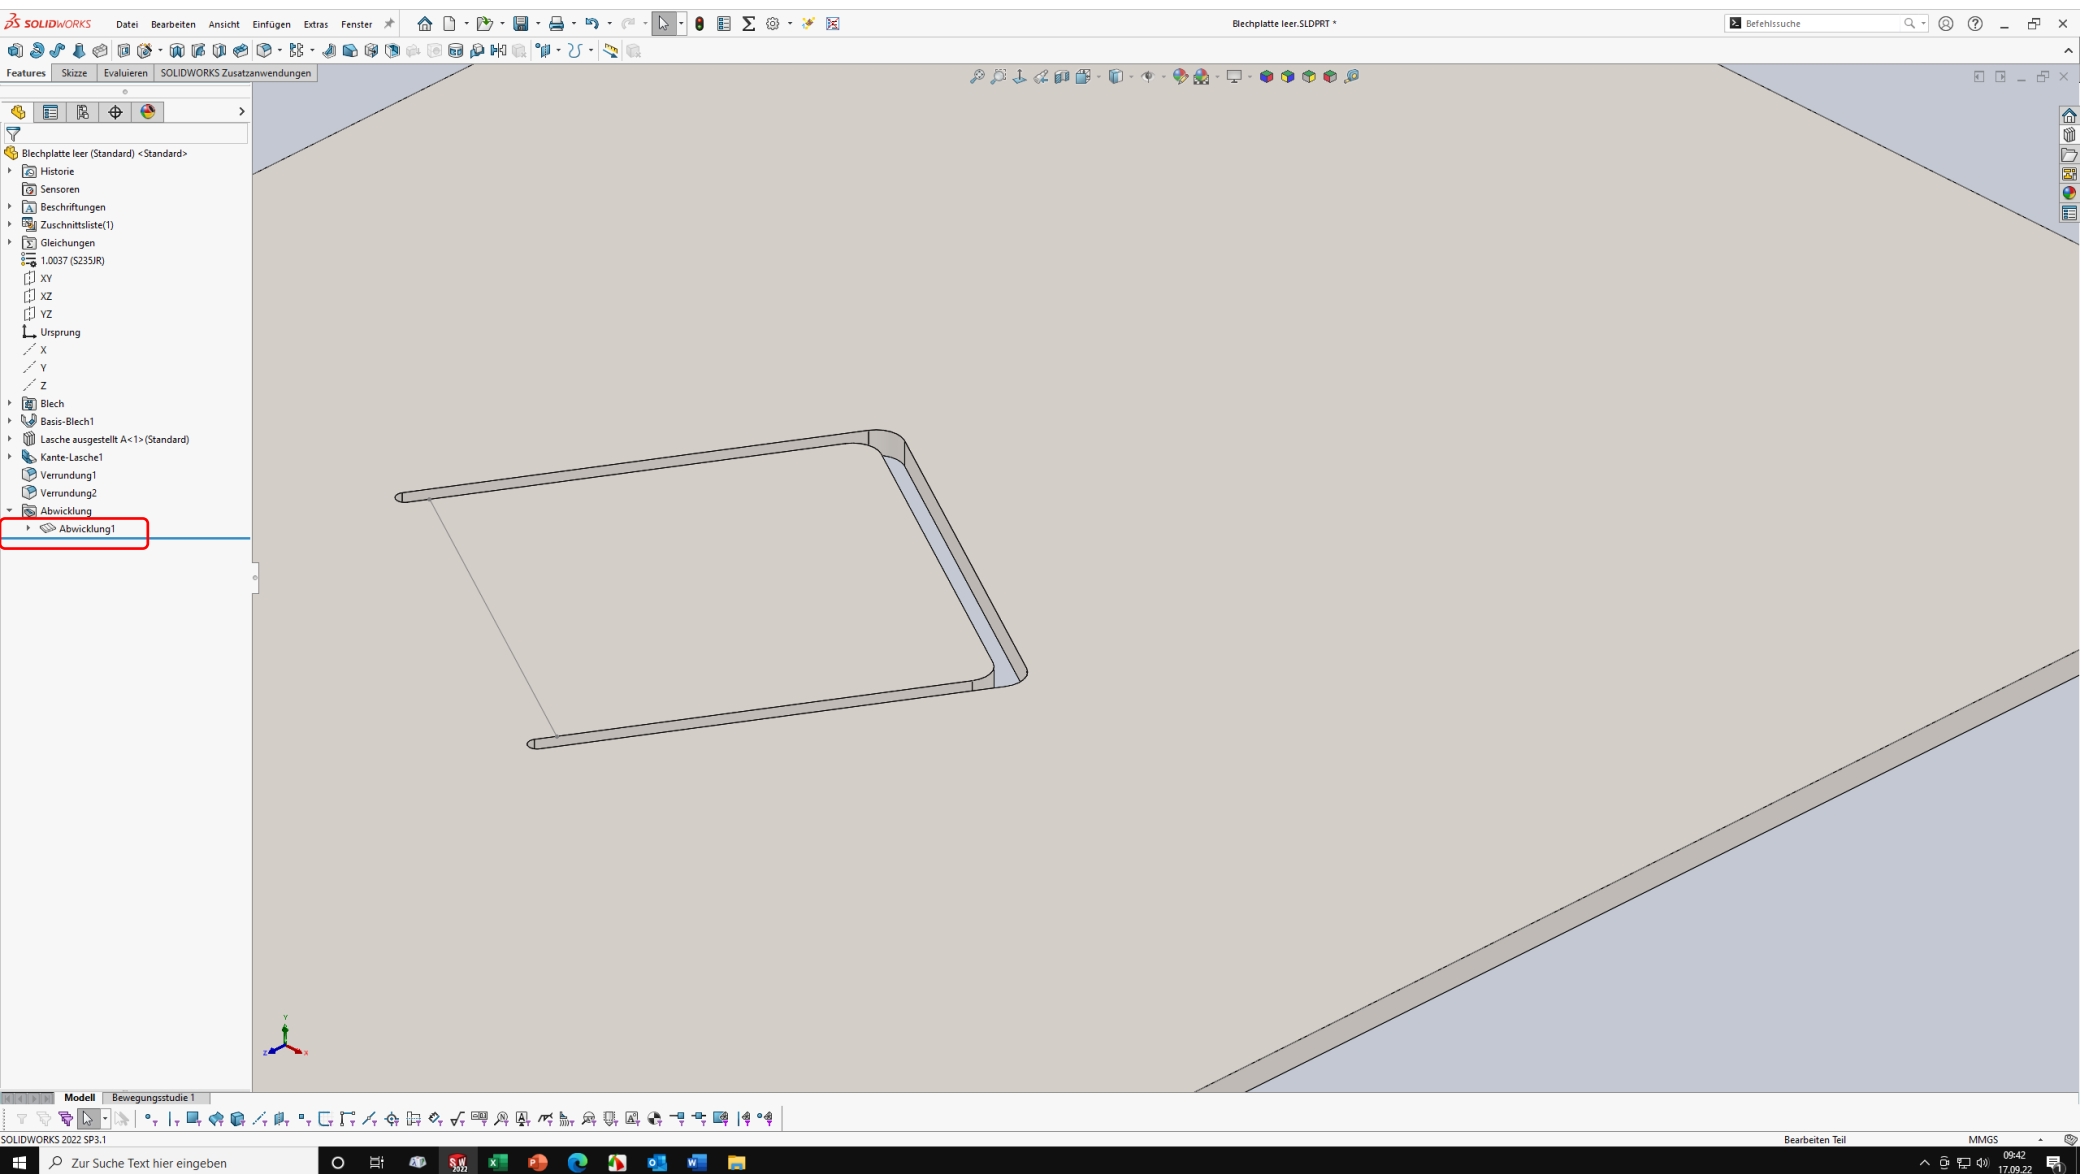 SOLIDWORKS Datei Bearbeiten Ansicht Einfügen Extras Fenster Blechplatte leer.SLDPRT * Befehlssuche
Features Skizze Evaluieren SOLIDWORKS Zusatzanwendungen
Blechplatte leer (Standard) <Standard>
Historie
Sensoren
Beschriftungen
Zuschnittsliste(1)
Gleichungen
1.0037 (S235JR)
XY
XZ
YZ
Ursprung
X
Y
Z
Blech
Basis-Blech1
Lasche ausgestellt A<1> (Standard)
Kante-Lasche1
Verrundung1
Verrundung2
Abwicklung
Abwicklung1
Y
Z X
Modell Bewegungsstudie 1
SOLIDWORKS 2022 SP3.1 Bearbeiten Teil MMGS
Zur Suche Text hier eingeben
09:42
17.09.22